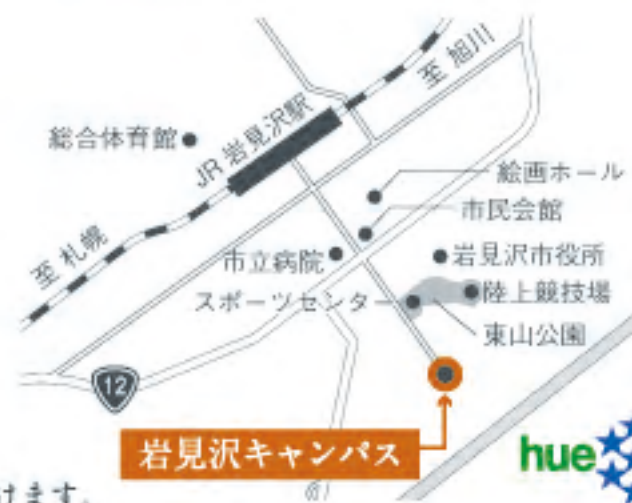 至 旭川
JR 岩見沢駅
総合体育館
絵画ホール
市民会館
至 札幌
市立病院
岩見沢市役所
スポーツセンター
陸上競技場
東山公園
12
岩見沢キャンパス
hue
けます。